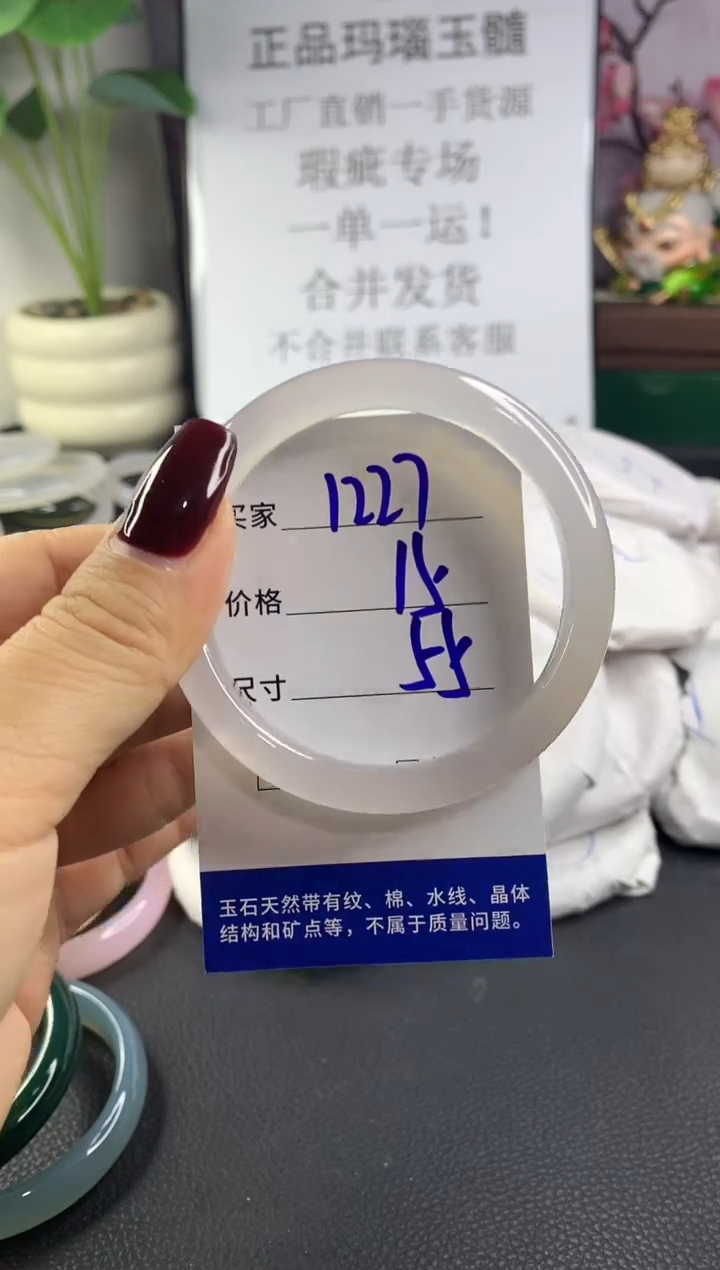 正品玛瑙玉髓
工厂直销一手货源
瑕疵专场
一单一运!
合并发货
不合并联系客服
买家 1227
价格 15
尺寸 55
玉石天然带有纹、棉、水线、晶体
结构和矿点等，不属于质量问题。